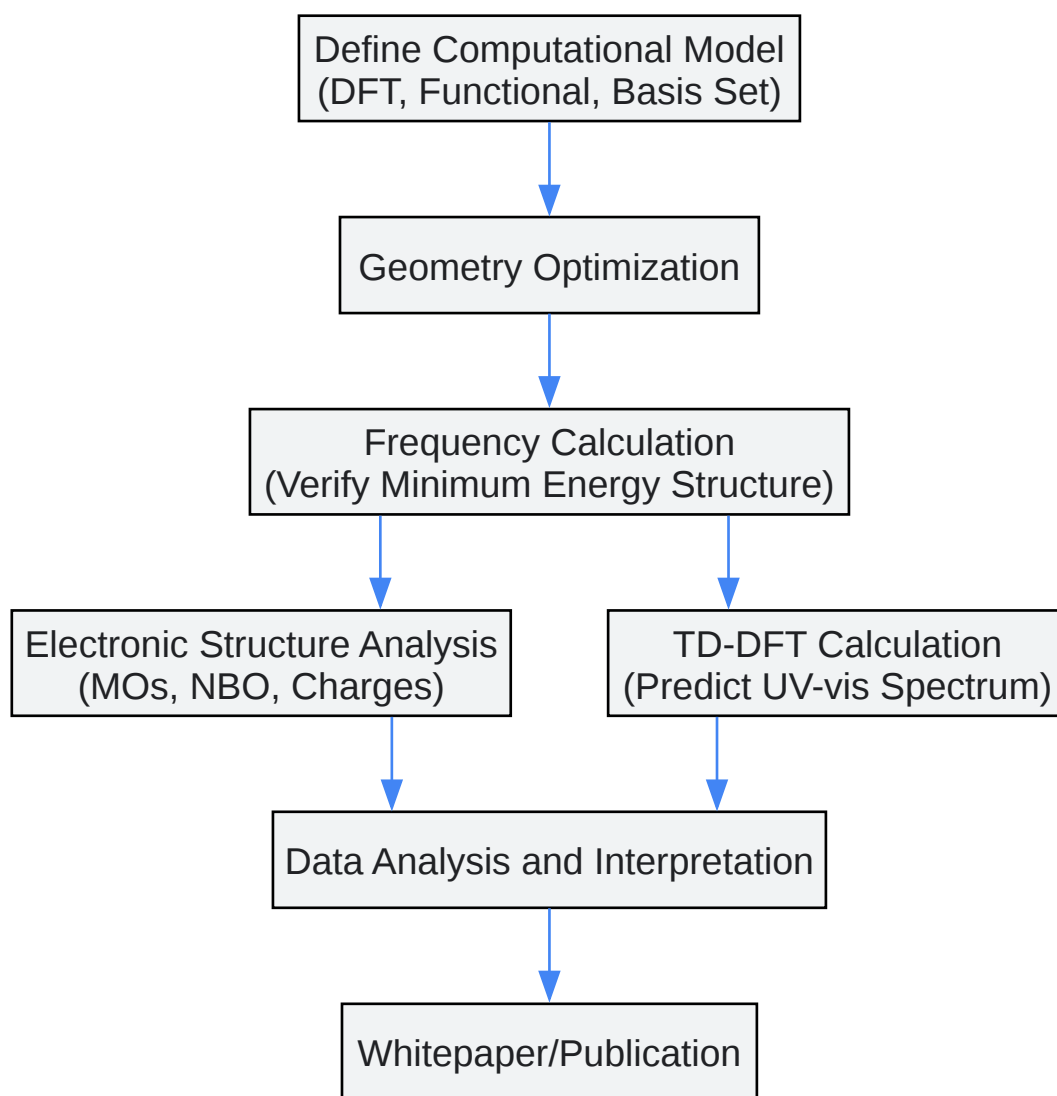 Define Computational Model
(DFT, Functional, Basis Set)
Geometry Optimization
Frequency Calculation
(Verify Minimum Energy Structure)
Electronic Structure Analysis
(MOs, NBO, Charges)
TD-DFT Calculation
(Predict UV-vis Spectrum)
Data Analysis and Interpretation
Whitepaper/Publication